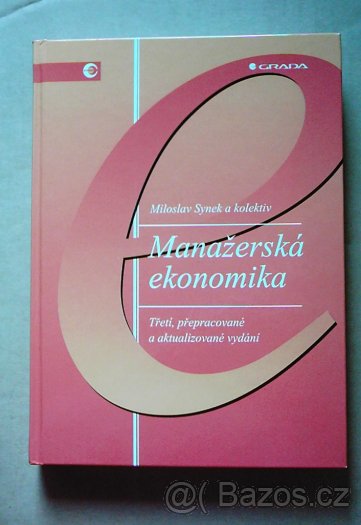 GRADA
Miloslav Synek a kolektiv
Manažerská
ekonomika
Třetí, přepracované
a aktualizované vydání
@( Bazos.cz